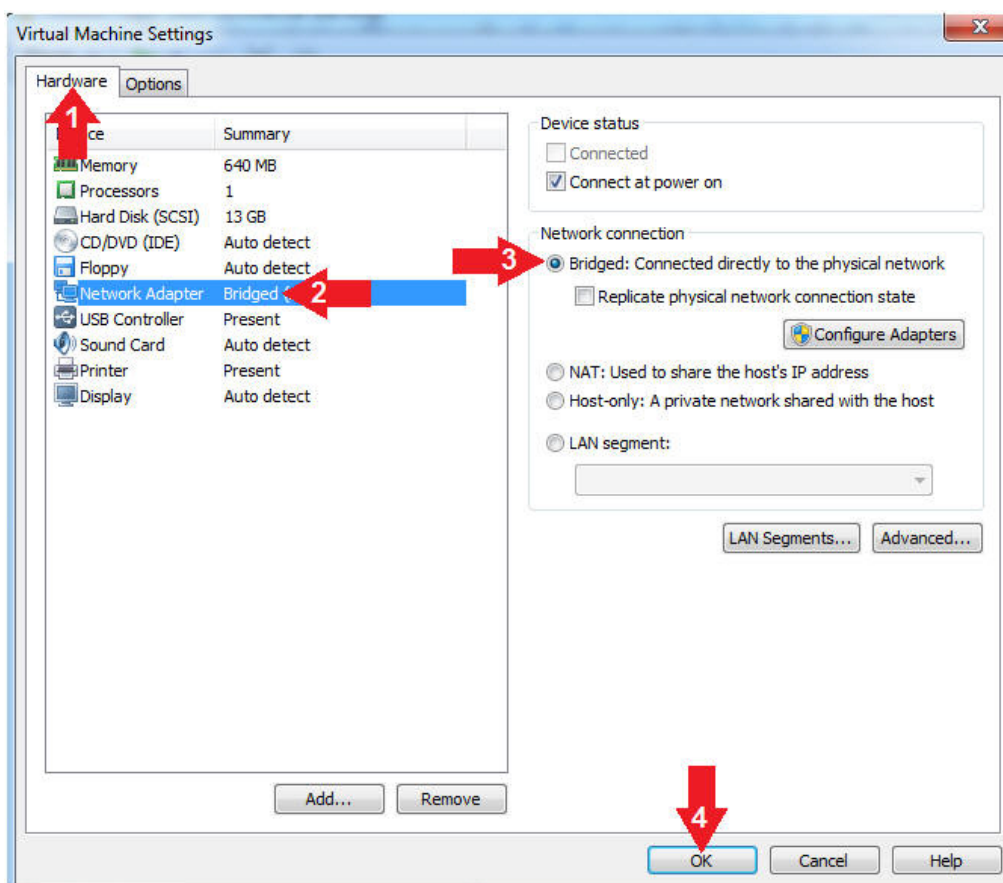 Virtual Machine Settings
Hardware
Options
1
ce Summary
Memory 640 MB
Processors 1
Hard Disk (SCSI) 13 GB
CD/DVD (IDE) Auto detect
Floppy Auto detect
Network Adapter Bridged (
2
USB Controller Present
Sound Card Auto detect
Printer Present
Display Auto detect
Add...
Remove
Device status
Connected
Connect at power on
Network connection
3
Bridged: Connected directly to the physical network
Replicate physical network connection state
Configure Adapters
NAT: Used to share the host's IP address
Host-only: A private network shared with the host
LAN segment:
LAN Segments...
Advanced...
4
OK
Cancel
Help